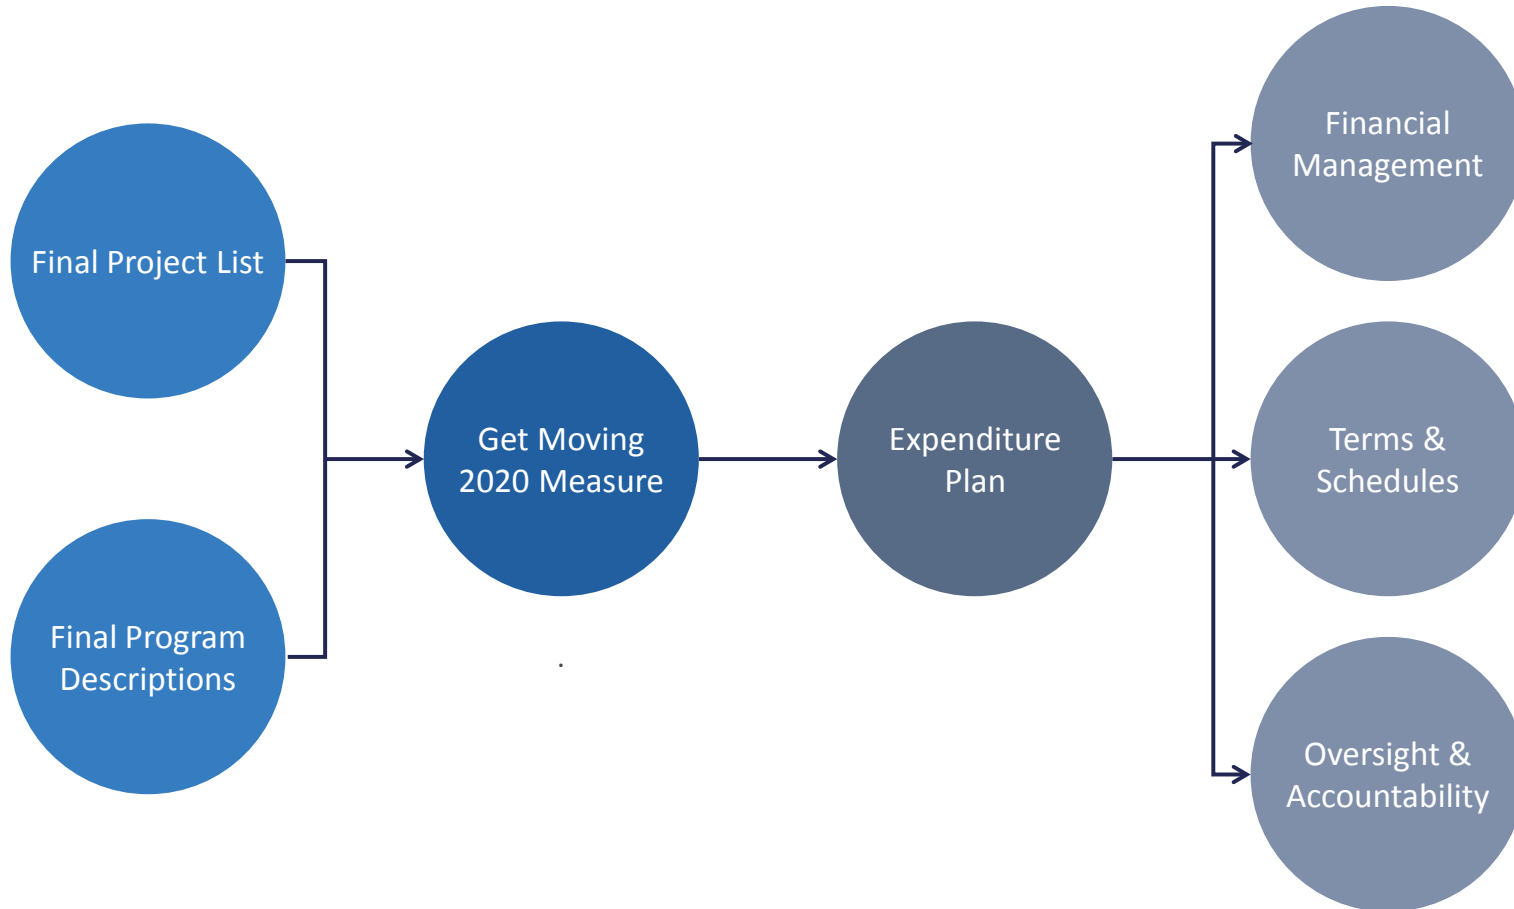 Final Project List
Final Program
Descriptions
Get Moving
2020 Measure
.
Expenditure
Plan
Financial
Management
Terms &
Schedules
Oversight &
Accountability